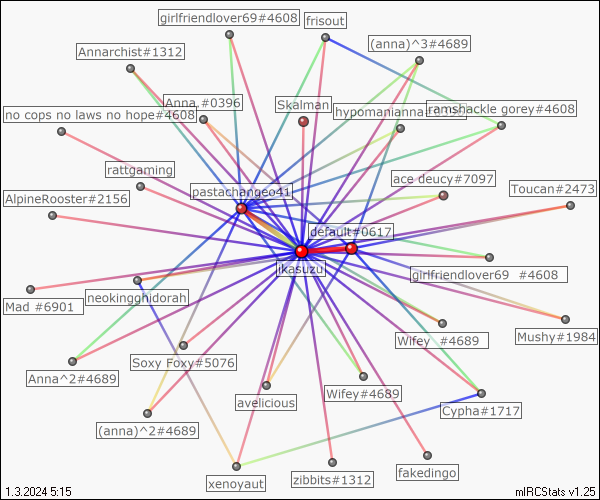 girlfriendlover69#4608
frisout
(anna)^3#4689
Annarchist#1312
Anna.#0396
Skalman
ramshackle gorey#4608
no cops no laws no hope#4608
rattgaming
pastachangeo41
ace deucy#7097
Toucan#2473
AlpineRooster#2156
default#0617
jkasuzu
girlfriendlover69 #4608
Mad #6901
neokingghidorah
Wifey #4689
Mushy#1984
Soxy Foxy#5076
Anna^2#4689
avelicious
Wifey#4689
Cypha#1717
(anna)^2#4689
xenoyaut
zibbits#1312
fakedingo
1.3.2024 5:15
mIRCStats v1.25